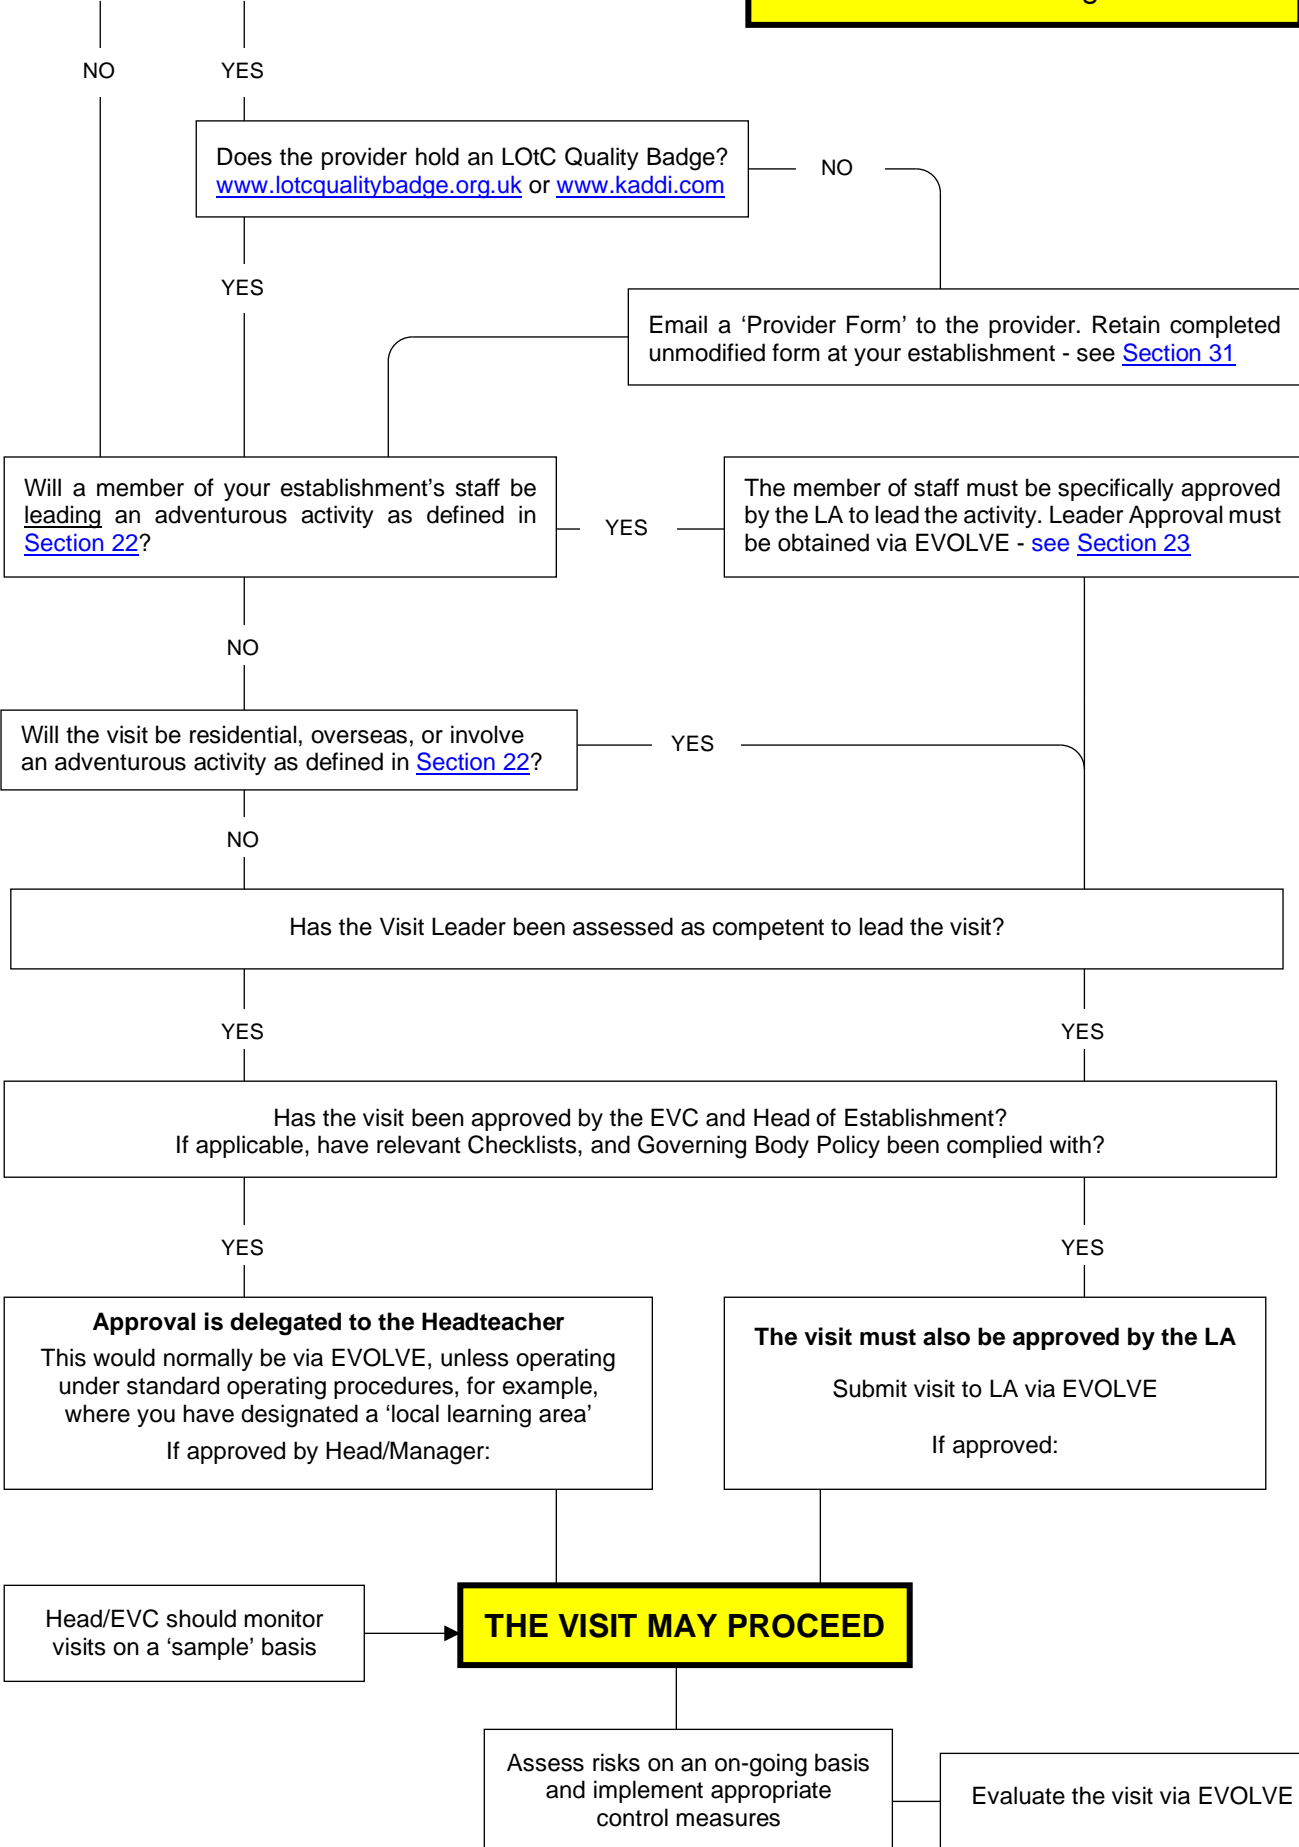 NO
YES
Does the provider hold an LOtC Quality Badge?
www.lotcqualitybadge.org.uk or www.kaddi.com
NO
YES
Email a ‘Provider Form’ to the provider. Retain completed
unmodified form at your establishment - see Section 31
Will a member of your establishment’s staff be
leading an adventurous activity as defined in
Section 22?
YES
The member of staff must be specifically approved
by the LA to lead the activity. Leader Approval must
be obtained via EVOLVE - see Section 23
NO
Will the visit be residential, overseas, or involve
an adventurous activity as defined in Section 22?
YES
NO
Has the Visit Leader been assessed as competent to lead the visit?
YES
YES
Has the visit been approved by the EVC and Head of Establishment?
If applicable, have relevant Checklists, and Governing Body Policy been complied with?
YES
YES
Approval is delegated to the Headteacher
This would normally be via EVOLVE, unless operating
under standard operating procedures, for example,
where you have designated a ‘local learning area’
If approved by Head/Manager:
The visit must also be approved by the LA
Submit visit to LA via EVOLVE
If approved:
Head/EVC should monitor
visits on a ‘sample’ basis
THE VISIT MAY PROCEED
Assess risks on an on-going basis
and implement appropriate
control measures
Evaluate the visit via EVOLVE